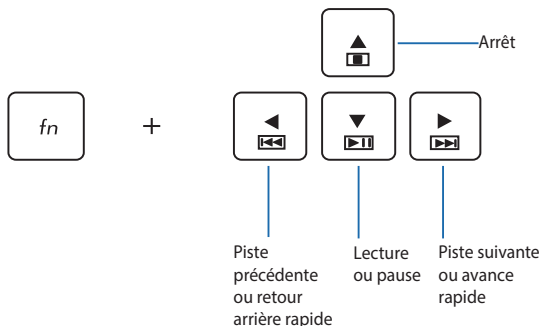 Arrêt
fn
+
Piste
précédente
ou retour
arrière rapide
Lecture
ou pause
Piste suivante
ou avance
rapide